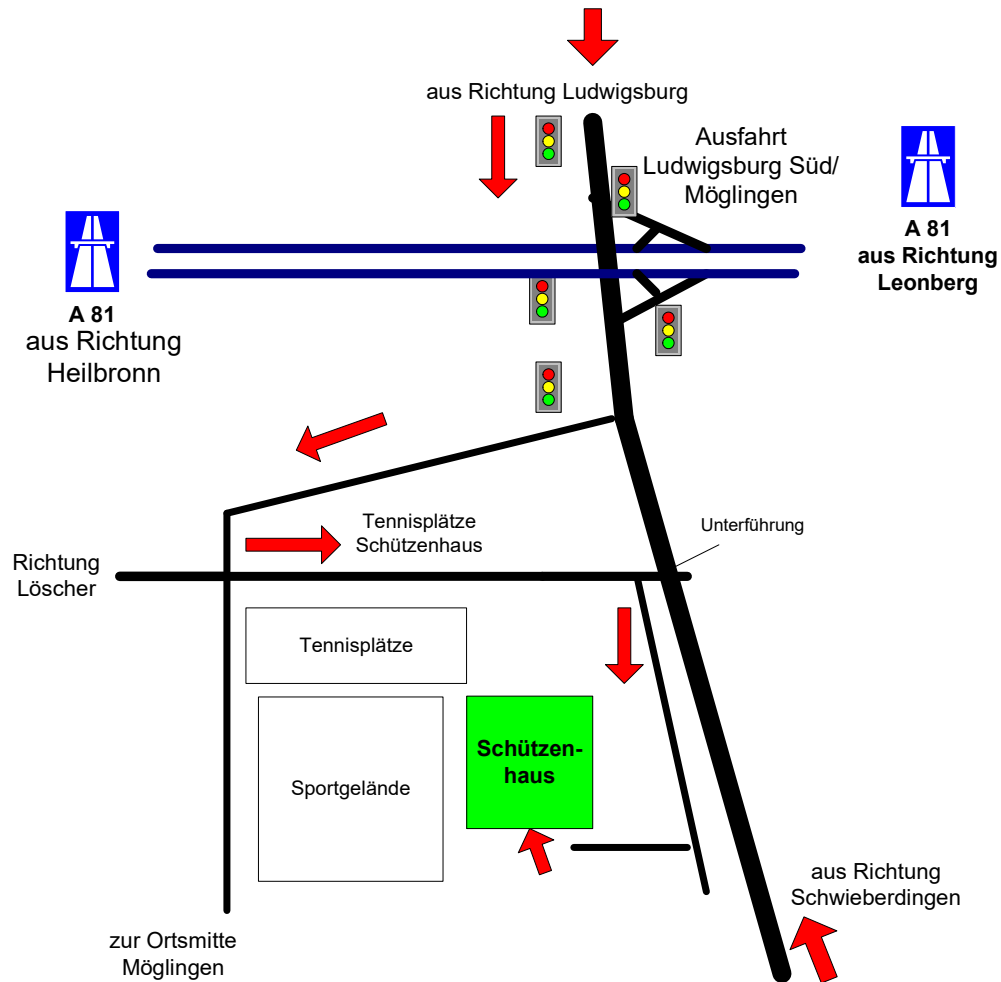 aus Richtung Ludwigsburg
Ausfahrt
Ludwigsburg Süd/
Möglingen
A 81
aus Richtung
Leonberg
A 81
aus Richtung
Heilbronn
Tennisplätze
Schützenhaus
Unterführung
Richtung
Löscher
Tennisplätze
Schützen-
haus
Sportgelände
aus Richtung
Schwieberdingen
zur Ortsmitte
Möglingen